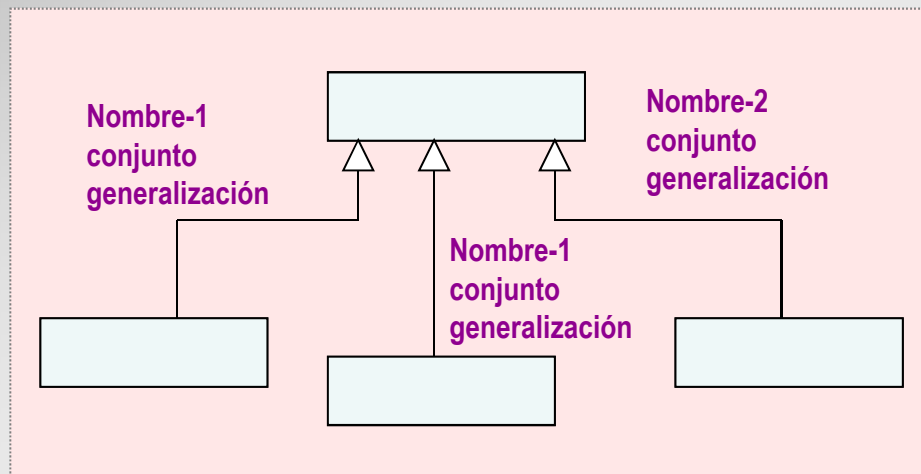 Nombre-1
conjunto
generalización
Nombre-2
conjunto
generalización
Nombre-1
conjunto
generalización